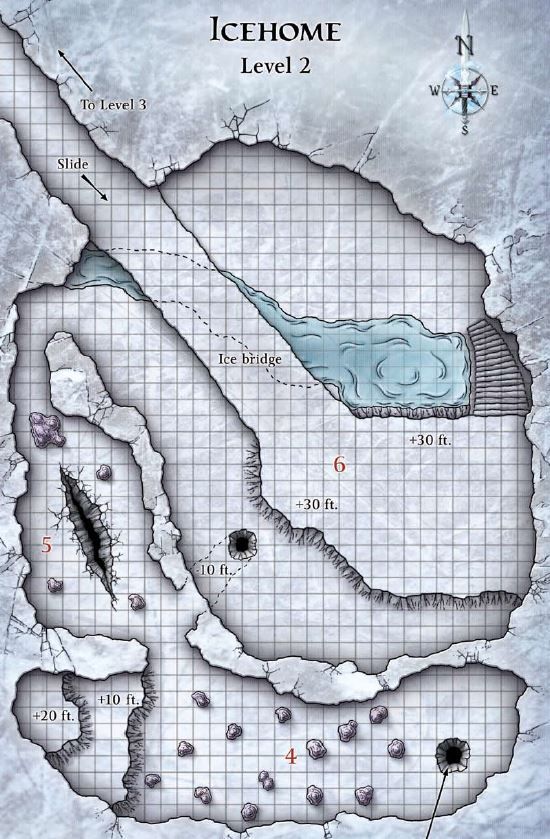 ICEHOME
Level 2
N
W
E
S
To Level 3
Slide
Ice bridge
+30 ft.
6
+30 ft.
5
-10 ft.
+10 ft.
+20 ft.
4